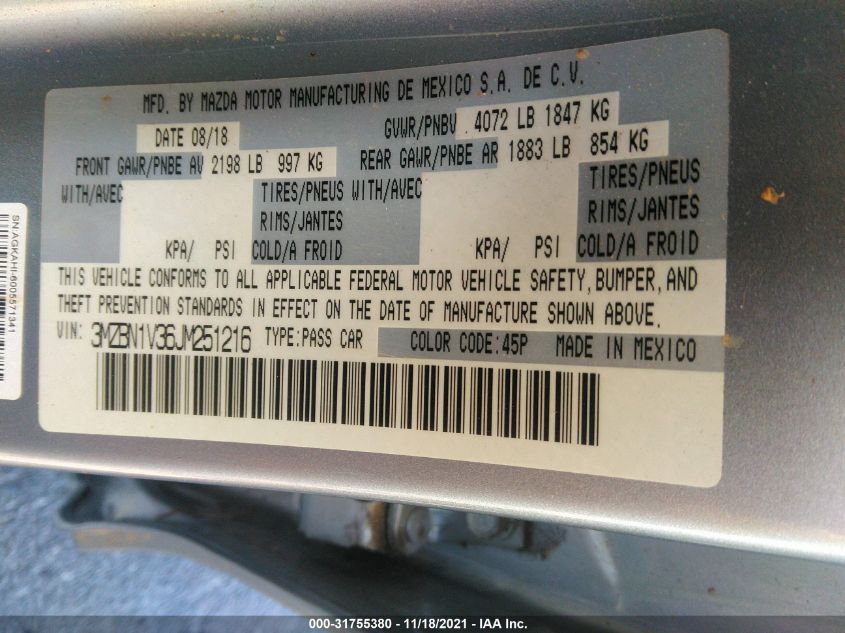 MFD. BY MAZDA MOTOR MANUFACTURING DE MEXICO S.A. DE C.V.
DATE 08/18 GVWR/PNBV 4072 LB 1847 KG
FRONT GAWR/PNBE AV 2198 LB 997 KG REAR GAWR/PNBE AR 1883 LB 854 KG
WITH/AVEC TIRES/PNEUS WITH/AVEC TIRES/PNEUS
RIMS/JANTES RIMS/JANTES
KPA/ PSI COLD/A FROID KPA/ PSI COLD/A FROID
THIS VEHICLE CONFORMS TO ALL APPLICABLE FEDERAL MOTOR VEHICLE SAFETY, BUMPER, AND
THEFT PREVENTION STANDARDS IN EFFECT ON THE DATE OF MANUFACTURE SHOWN ABOVE.
VIN: 3MZBN1V36JM251216 TYPE:PASS CAR COLOR CODE:45P MADE IN MEXICO
SN:AGKAHI-6005571341
000-31755380 - 11/18/2021 - IAA Inc.